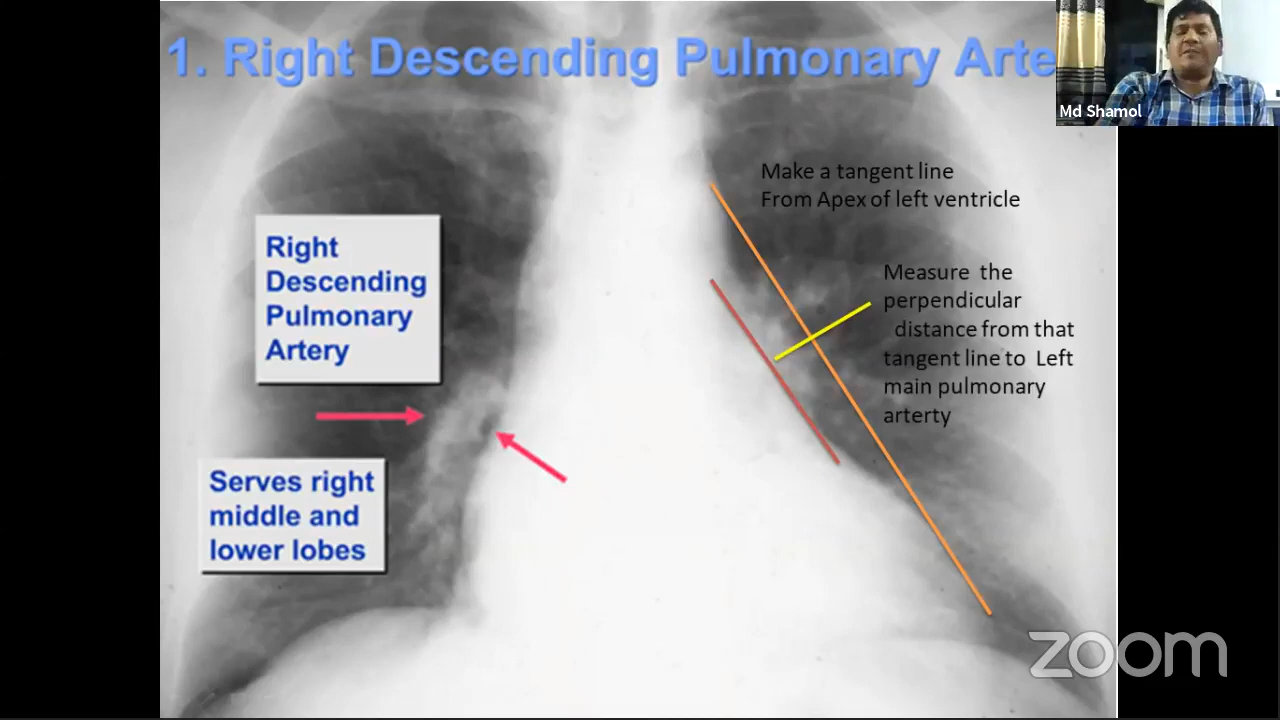 1. Right Descending Pulmonary Arte
Md Shamol
Make a tangent line
From Apex of left ventricle
Right
Descending
Pulmonary
Artery
Measure the
perpendicular
distance from that
tangent line to Left
main pulmonary
arterty
Serves right
middle and
lower lobes
zoom